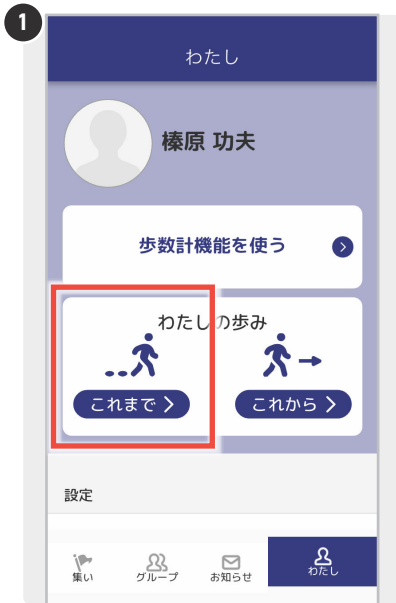 1
わたし
榛原 功夫
歩数計機能を使う
わたしの歩み
これまで
これから
設定
集い
グループ
お知らせ
わたし